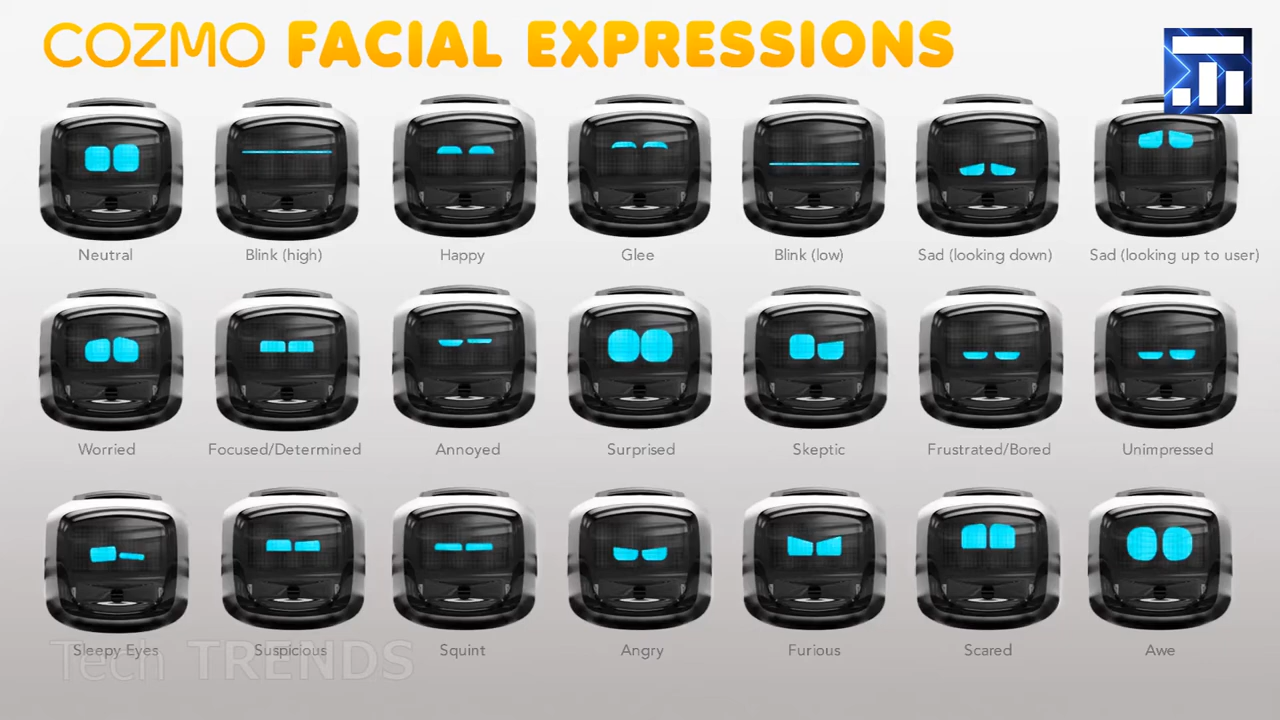 COZMO FACIAL EXPRESSIONS
Neutral
Blink (high)
Happy
Glee
Blink (low)
Sad (looking down)
Sad (looking up to user)
Worried
Focused/Determined
Annoyed
Surprised
Skeptic
Frustrated/Bored
Unimpressed
Sleepy Eyes
Suspicious
Squint
Angry
Furious
Scared
Awe
Tech TRENDS